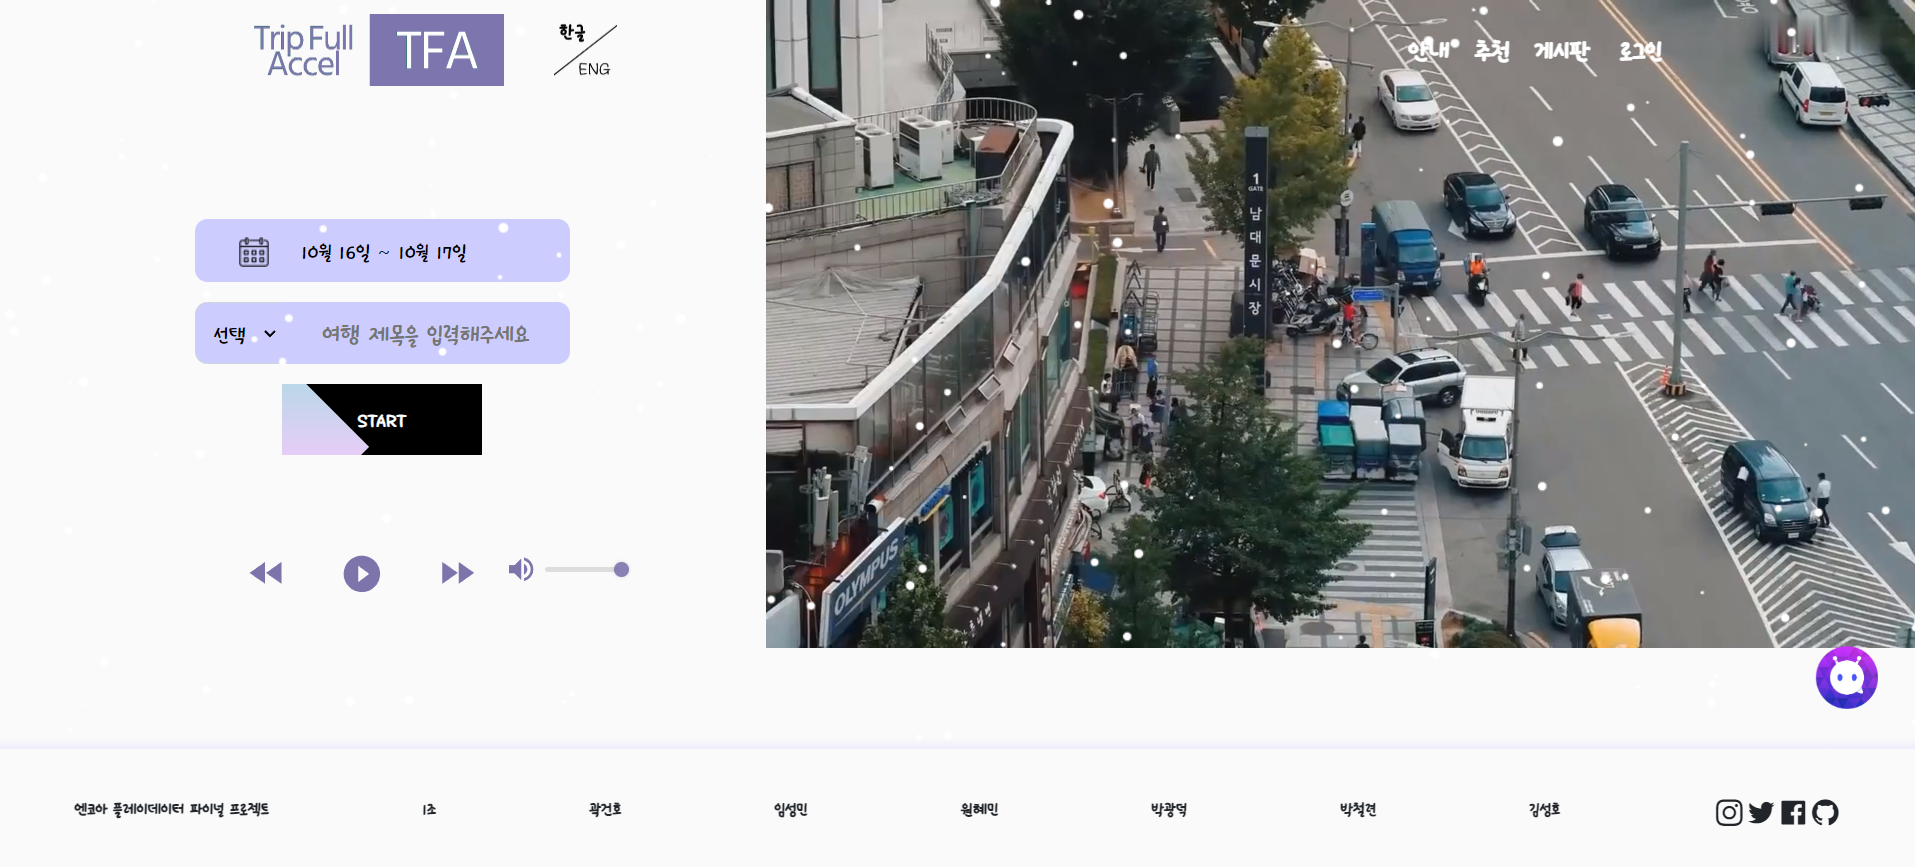 Trip Full
Accel
TFA
한글
ENG
안내 추천 게시판 로그인
10월 16일 ~ 10월 17일
선택 여행 제목을 입력해주세요
START
1
GATE
남대문시장
OLYMPUS
엔코아 플레이데이터 파이널 프로젝트 1조 곽건호 임성민 원혜민 박광덕 박철련 김성호